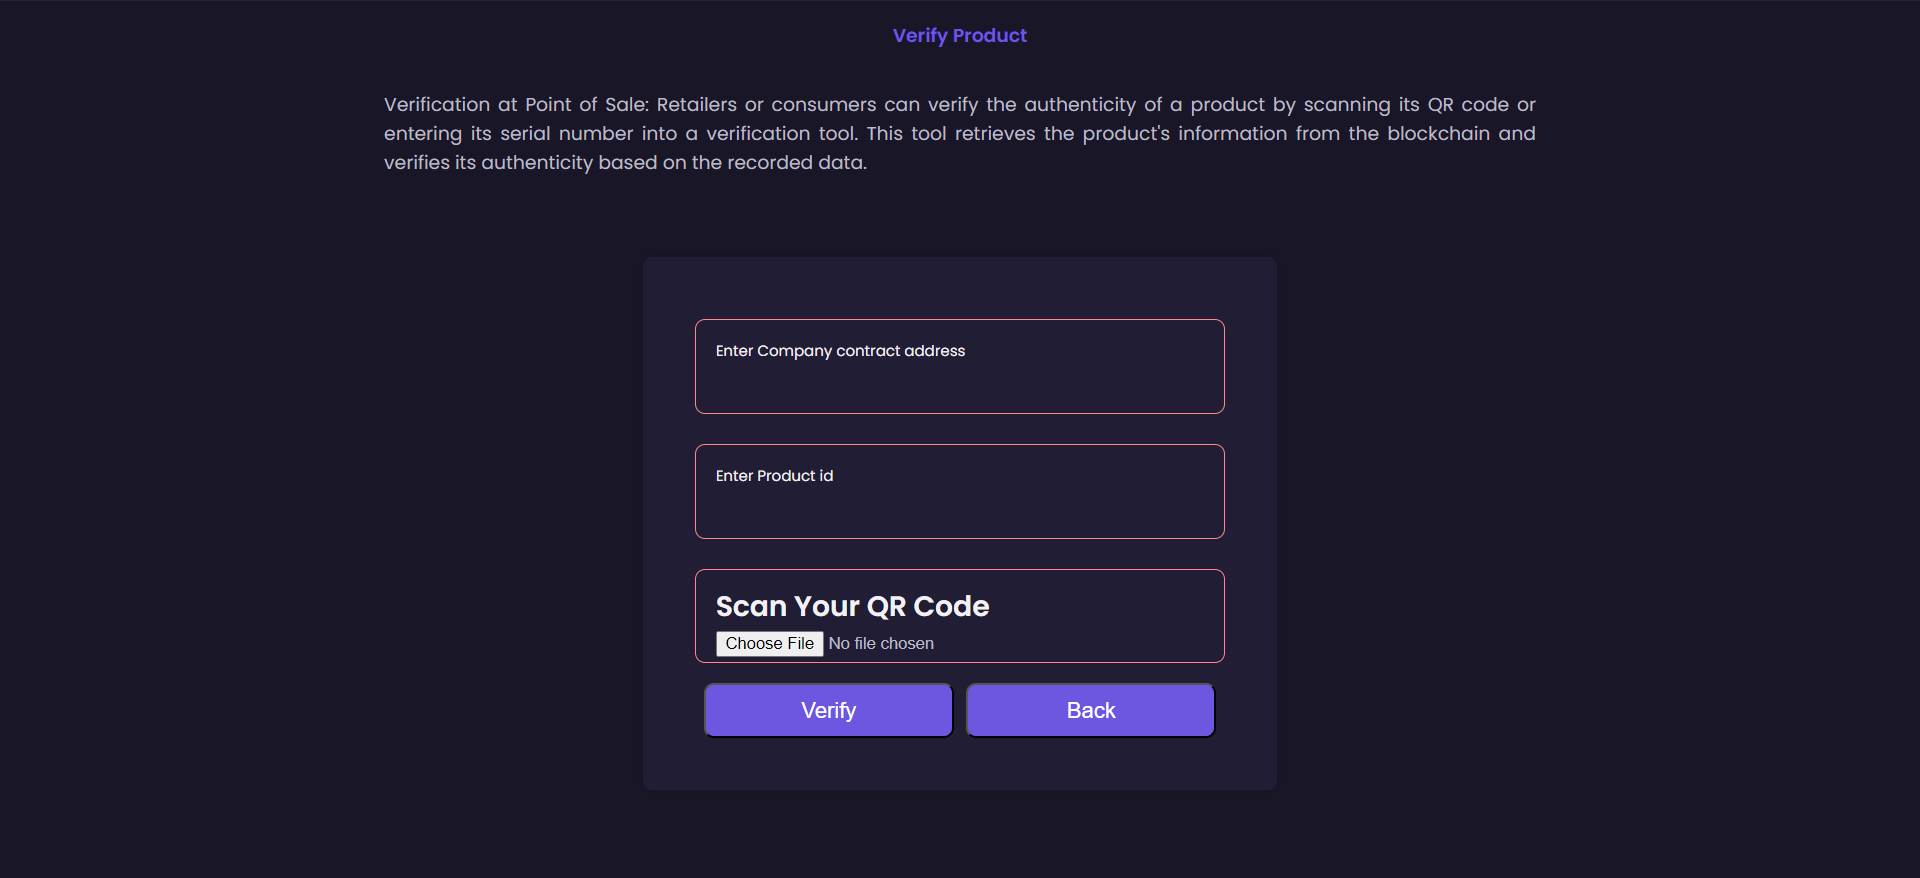 Verify Product
Verification at Point of Sale: Retailers or consumers can verify the authenticity of a product by scanning its QR code or
entering its serial number into a verification tool. This tool retrieves the product's information from the blockchain and
verifies its authenticity based on the recorded data.
Enter Company contract address
Enter Product id
Scan Your QR Code
Choose File No file chosen
Verify Back